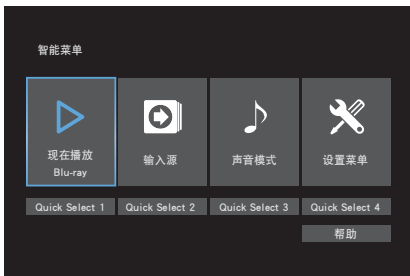 智能菜单
现在播放
Blu-ray
输入源
声音模式
设置菜单
Quick Select 1
Quick Select 2
Quick Select 3
Quick Select 4
帮助